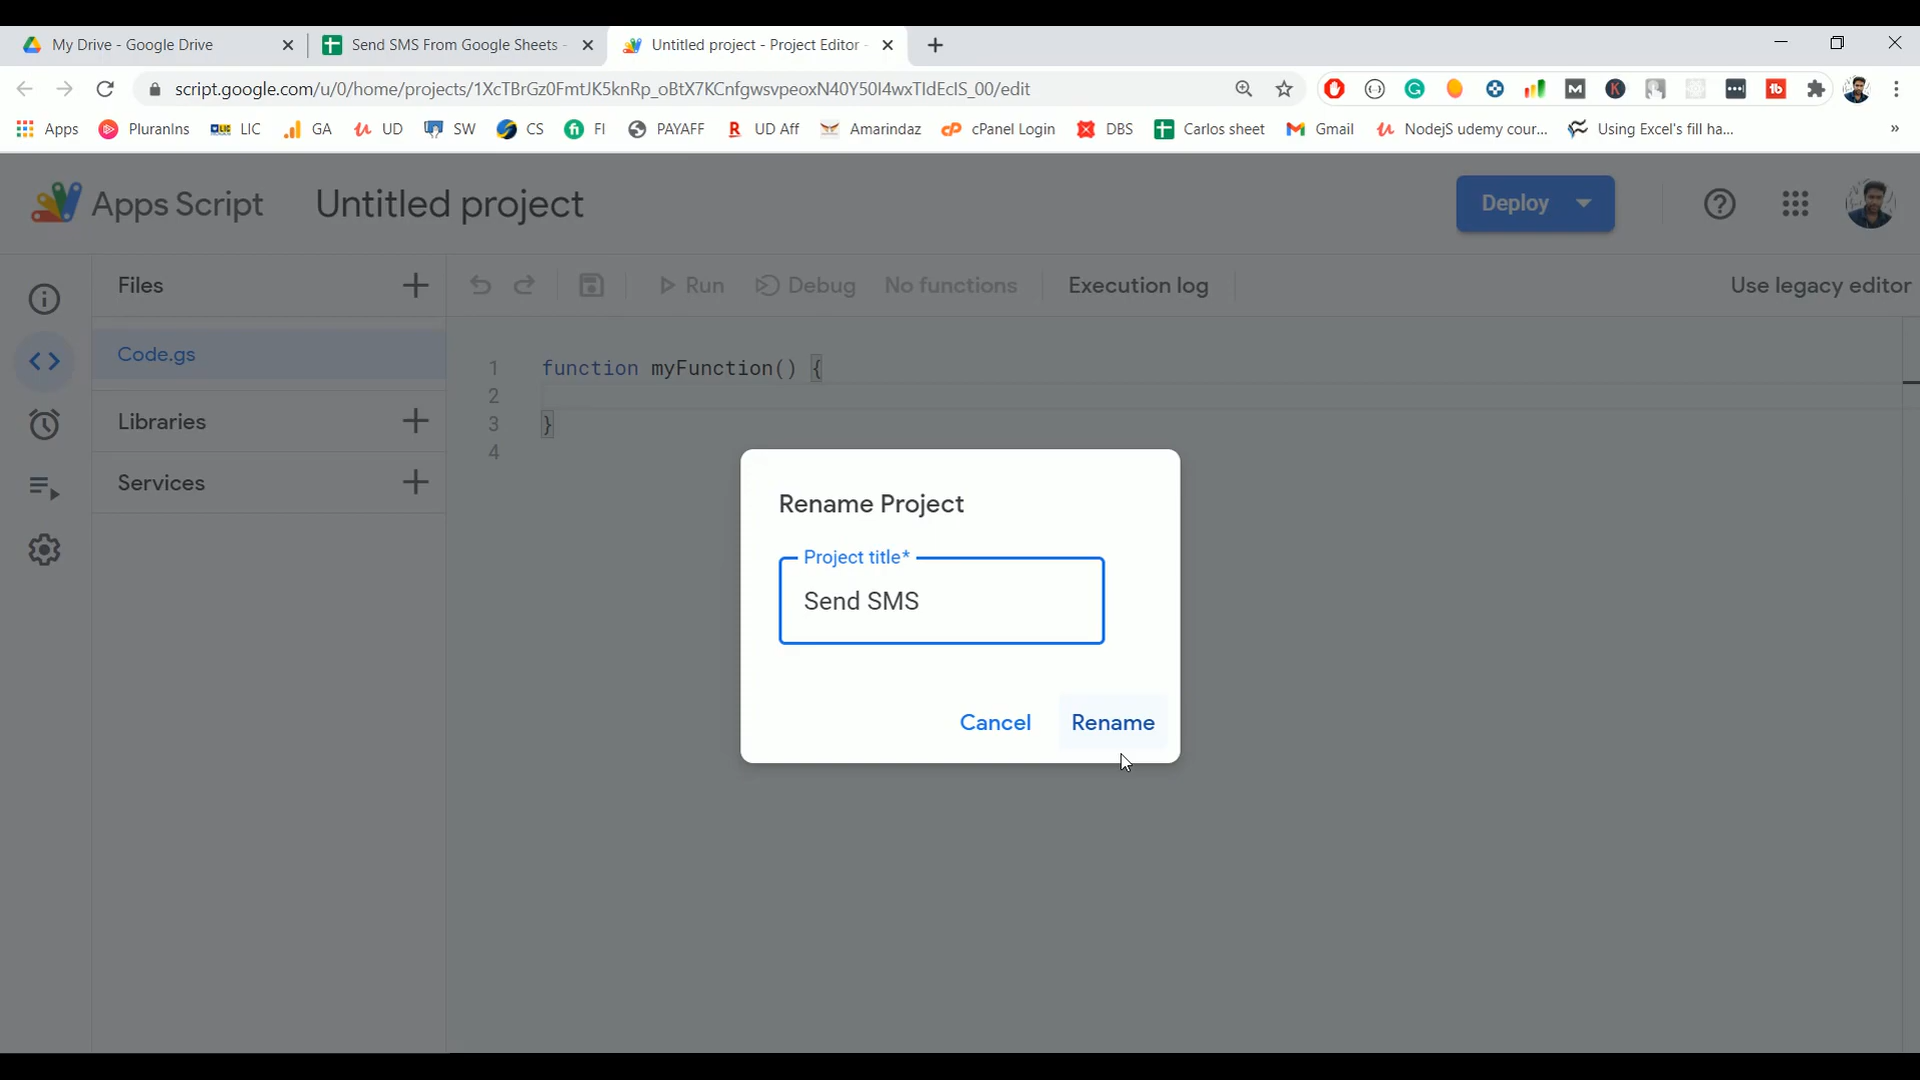 My Drive - Google Drive
Send SMS From Google Sheets -
Untitled project - Project Editor -
script.google.com/u/0/home/projects/1XcTBrGz0FmtJK5knRp_oBtX7KCnfgwsvpeoxN40Y50I4wxTIdEcIS_00/edit
Apps PluranIns LIC GA UD SW CS FI PAYAFF UD Aff Amarindaz cPanel Login DBS Carlos sheet Gmail NodejS udemy cour... Using Excel's fill ha... »
Apps Script Untitled project Deploy
Files Run Debug No functions Execution log Use legacy editor
Code.gs
1 function myFunction() {
2
3 }
4
Libraries
Services
Rename Project
Project title*
Send SMS
Cancel Rename